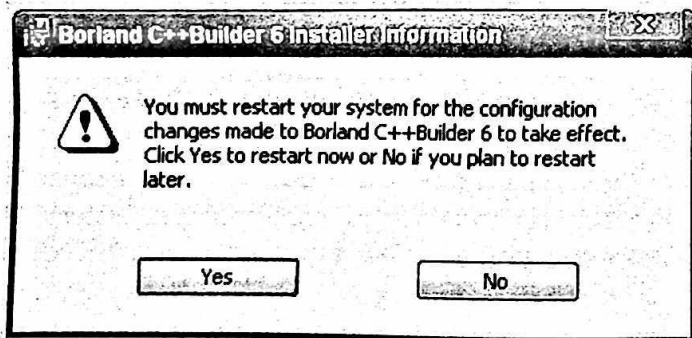 Borland C++Builder 6 Installer Information
You must restart your system for the configuration
changes made to Borland C++Builder 6 to take effect.
Click Yes to restart now or No if you plan to restart
later.
Yes
No